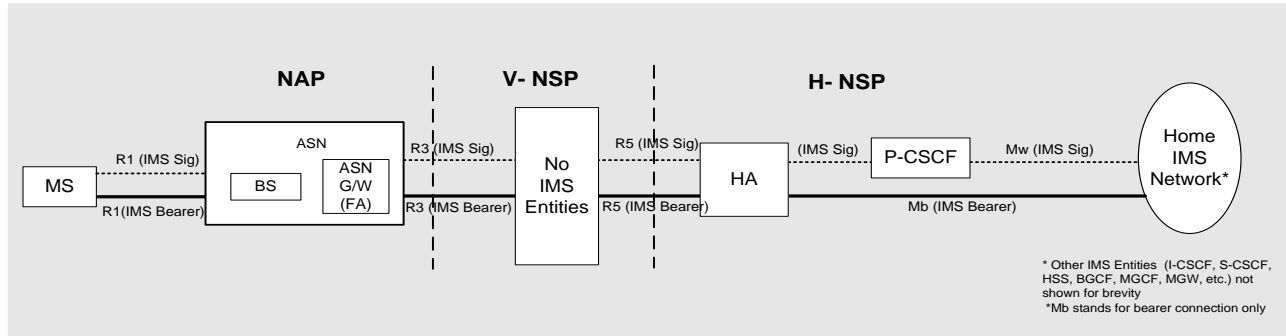 NAP
V- NSP
H- NSP
MS
R1 (IMS Sig)
R1(IMS Bearer)
ASN
BS
ASN
G/W
(FA)
R3 (IMS Sig)
R3 (IMS Bearer)
No
IMS
Entities
R5 (IMS Sig)
R5 (IMS Bearer)
HA
(IMS Sig)
P-CSCF
Mw (IMS Sig)
Mb (IMS Bearer)
Home
IMS
Network*
* Other IMS Entities (I-CSCF, S-CSCF,
HSS, BGCF, MGCF, MGW, etc.) not
shown for brevity
*Mb stands for bearer connection only